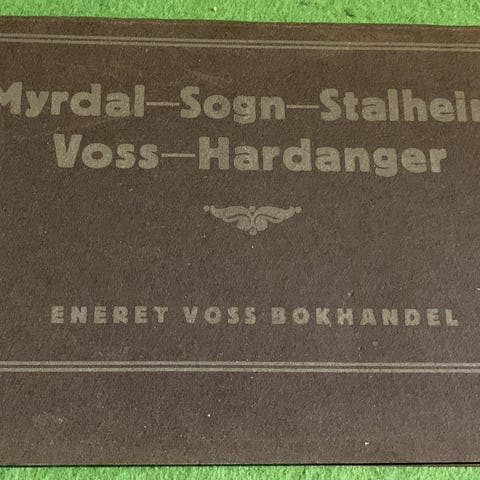 Myrdal—Sogn—Stalheim
Voss—Hardanger
ENERET VOSS BOKHANDEL